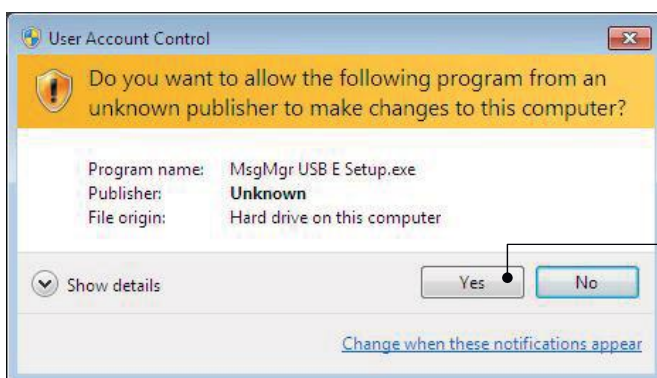 User Account Control
Do you want to allow the following program from an
unknown publisher to make changes to this computer?
Program name: MsgMgr USB E Setup.exe
Publisher: Unknown
File origin: Hard drive on this computer
Show details
Yes No
Change when these notifications appear